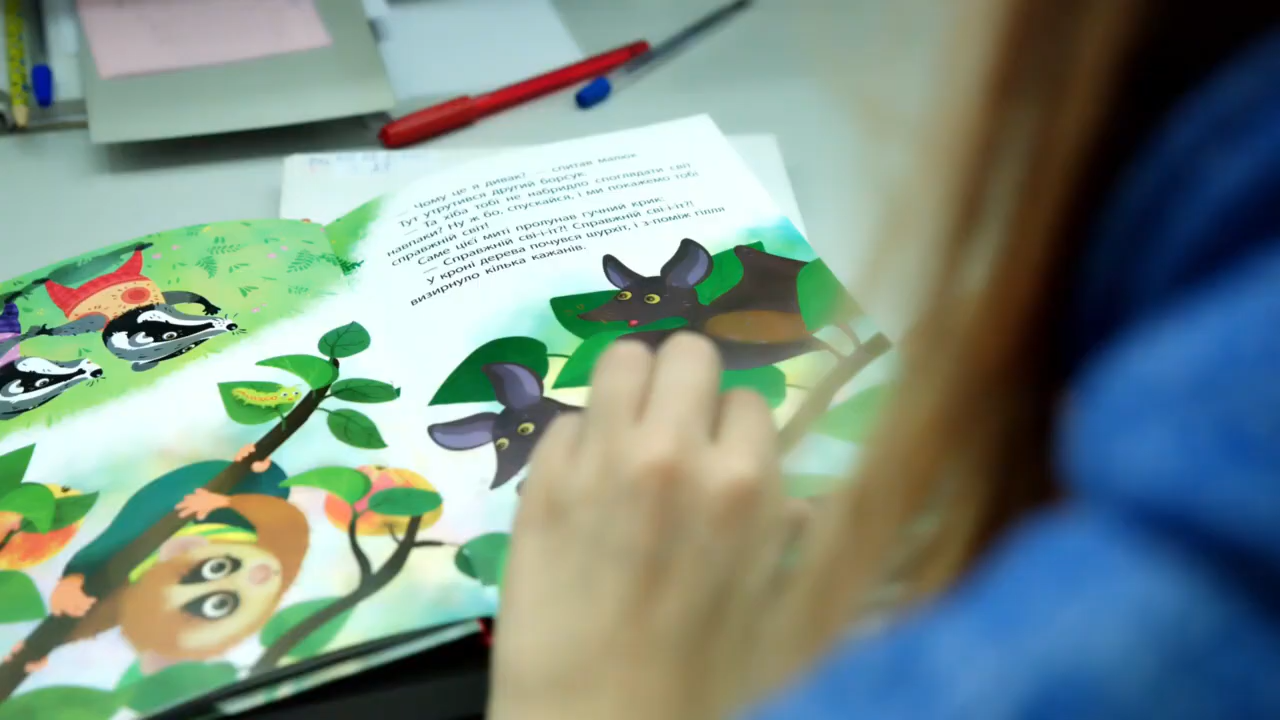 — Чому це я дивак? — спитав малюк.
Тут утрутився другий борсук:
— Та хіба тобі не набридло споглядати світ
навпаки? Ну ж бо, спускайся, і ми покажемо тобі
справжній світ!
Саме цієї миті пролунав гучний крик:
— Справжній сві-і-іт?! Справжній сві-і-іт?!
У кроні дерева почувся шурхіт, і з-поміж гілля
визирнуло кілька кажанів.